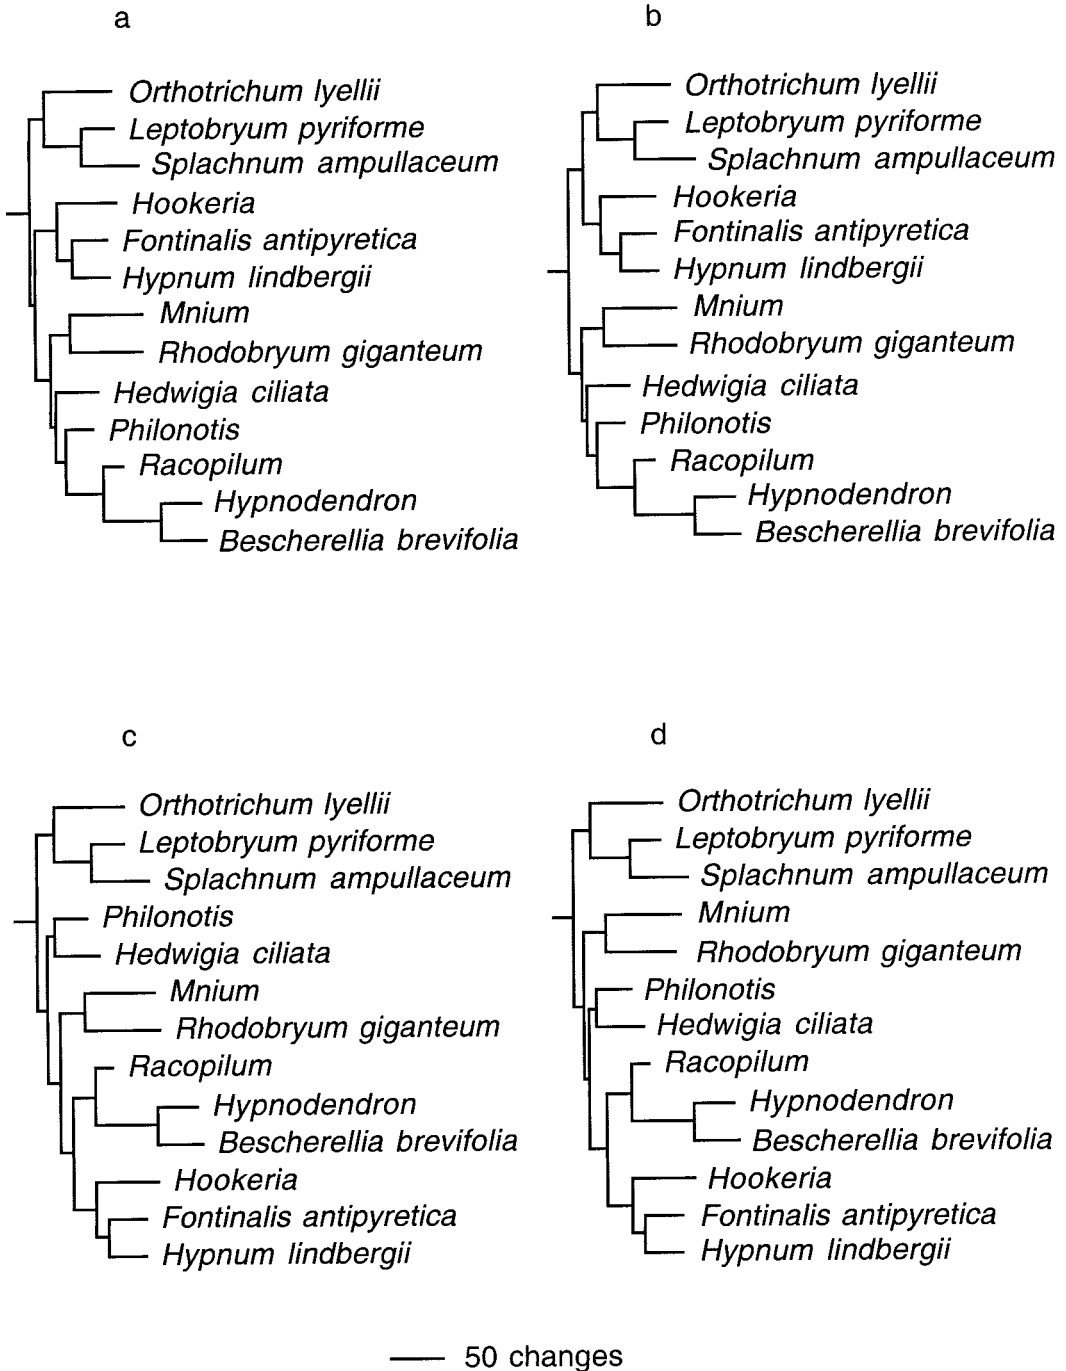 a
Orthotrichum lyellii
Leptobryum pyriforme
Splachnum ampullaceum
Hookeria
Fontinalis antipyretica
Hypnum lindbergii
Mnium
Rhodobryum giganteum
Hedwigia ciliata
Philonotis
Racopilum
Hypnodendron
Bescherellia brevifolia
b
Orthotrichum lyellii
Leptobryum pyriforme
Splachnum ampullaceum
Hookeria
Fontinalis antipyretica
Hypnum lindbergii
Mnium
Rhodobryum giganteum
Hedwigia ciliata
Philonotis
Racopilum
Hypnodendron
Bescherellia brevifolia
c
Orthotrichum lyellii
Leptobryum pyriforme
Splachnum ampullaceum
Philonotis
Hedwigia ciliata
Mnium
Rhodobryum giganteum
Racopilum
Hypnodendron
Bescherellia brevifolia
Hookeria
Fontinalis antipyretica
Hypnum lindbergii
d
Orthotrichum lyellii
Leptobryum pyriforme
Splachnum ampullaceum
Mnium
Rhodobryum giganteum
Philonotis
Hedwigia ciliata
Racopilum
Hypnodendron
Bescherellia brevifolia
Hookeria
Fontinalis antipyretica
Hypnum lindbergii
50 changes